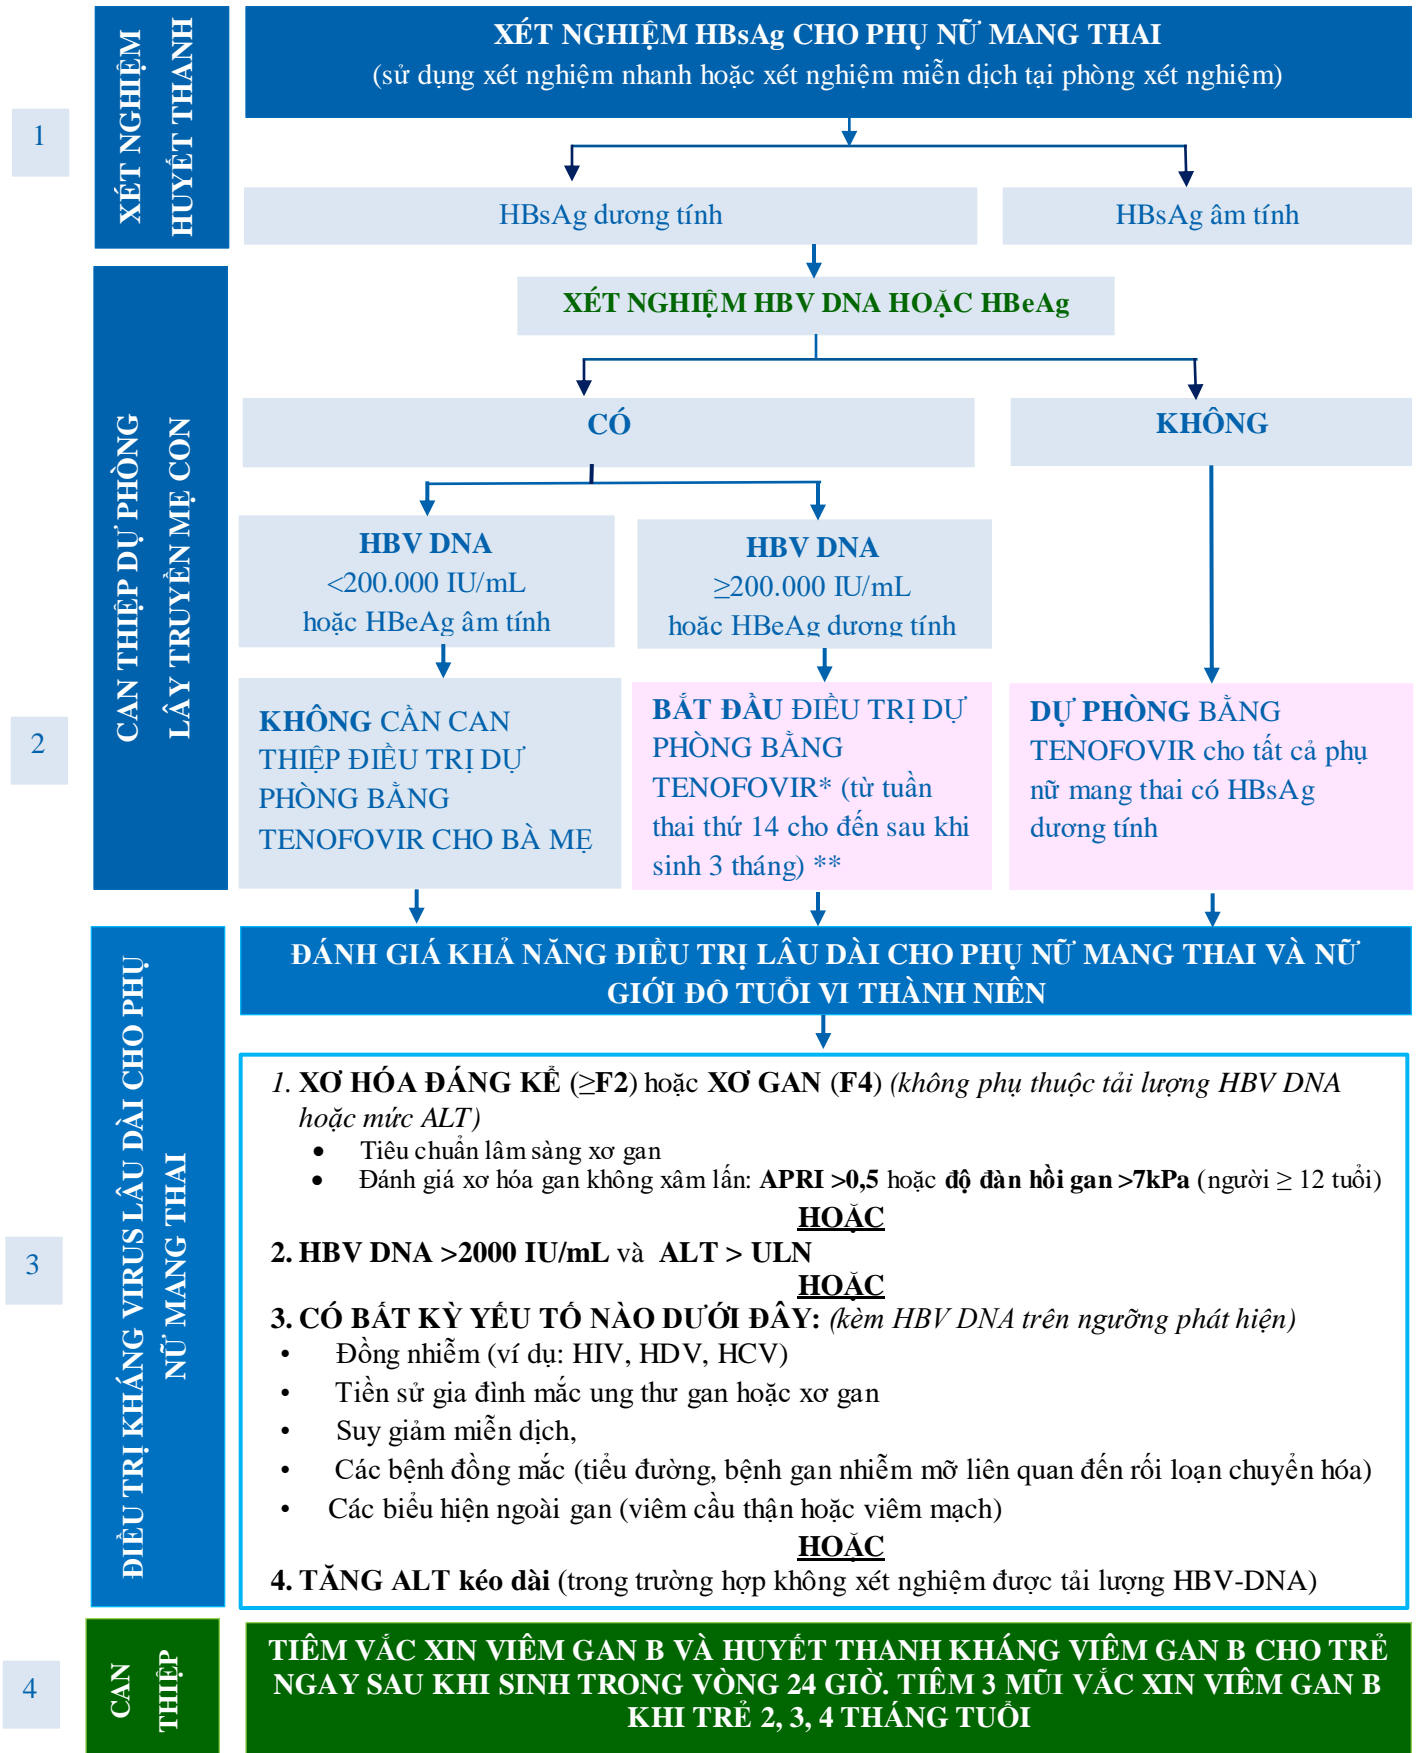 XÉT NGHIỆM
HUYẾT THANH
XÉT NGHIỆM HBsAg CHO PHỤ NỮ MANG THAI
(sử dụng xét nghiệm nhanh hoặc xét nghiệm miễn dịch tại phòng xét nghiệm)
1
HBsAg dương tính
HBsAg âm tính
CAN THIỆP DỰ PHÒNG
LÂY TRUYỀN MẸ CON
XÉT NGHIỆM HBV DNA HOẶC HBeAg
CÓ
KHÔNG
HBV DNA
<200.000 IU/mL
hoặc HBeAg âm tính
HBV DNA
≥200.000 IU/mL
hoặc HBeAg dương tính
2
KHÔNG CẦN CAN
THIỆP ĐIỀU TRỊ DỰ
PHÒNG BẰNG
TENOFOVIR CHO BÀ MẸ
BẮT ĐẦU ĐIỀU TRỊ DỰ
PHÒNG BẰNG
TENOFOVIR* (từ tuần
thai thứ 14 cho đến sau khi
sinh 3 tháng) **
DỰ PHÒNG BẰNG
TENOFOVIR cho tất cả phụ
nữ mang thai có HBsAg
dương tính
ĐIỀU TRỊ KHÁNG VIRUS LÂU DÀI CHO PHỤ
NỮ MANG THAI
ĐÁNH GIÁ KHẢ NĂNG ĐIỀU TRỊ LÂU DÀI CHO PHỤ NỮ MANG THAI VÀ NỮ
GIỚI ĐỘ TUỔI VỊ THÀNH NIÊN
3
1. XƠ HÓA ĐÁNG KỂ (≥F2) hoặc XƠ GAN (F4) (không phụ thuộc tải lượng HBV DNA
hoặc mức ALT)
• Tiêu chuẩn lâm sàng xơ gan
• Đánh giá xơ hóa gan không xâm lấn: APRI >0,5 hoặc độ đàn hồi gan >7kPa (người ≥ 12 tuổi)
HOẶC
2. HBV DNA >2000 IU/mL và ALT > ULN
HOẶC
3. CÓ BẤT KỲ YẾU TỐ NÀO DƯỚI ĐÂY: (kèm HBV DNA trên ngưỡng phát hiện)
• Đồng nhiễm (ví dụ: HIV, HDV, HCV)
• Tiền sử gia đình mắc ung thư gan hoặc xơ gan
• Suy giảm miễn dịch,
• Các bệnh đồng mắc (tiểu đường, bệnh gan nhiễm mỡ liên quan đến rối loạn chuyển hóa)
• Các biểu hiện ngoài gan (viêm cầu thận hoặc viêm mạch)
HOẶC
4. TĂNG ALT kéo dài (trong trường hợp không xét nghiệm được tải lượng HBV-DNA)
4
CAN
THIỆP
TIÊM VẮC XIN VIÊM GAN B VÀ HUYẾT THANH KHÁNG VIÊM GAN B CHO TRẺ
NGAY SAU KHI SINH TRONG VÒNG 24 GIỜ. TIÊM 3 MŨI VẮC XIN VIÊM GAN B
KHI TRẺ 2, 3, 4 THÁNG TUỔI